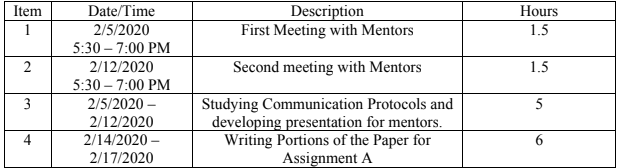 Item Date/Time Description Hours
1 2/5/2020 First Meeting with Mentors 1.5
5:30 – 7:00 PM
2 2/12/2020 Second meeting with Mentors 1.5
5:30 – 7:00 PM
3 2/5/2020 – Studying Communication Protocols and 5
2/12/2020 developing presentation for mentors.
4 2/14/2020 – Writing Portions of the Paper for 6
2/17/2020 Assignment A